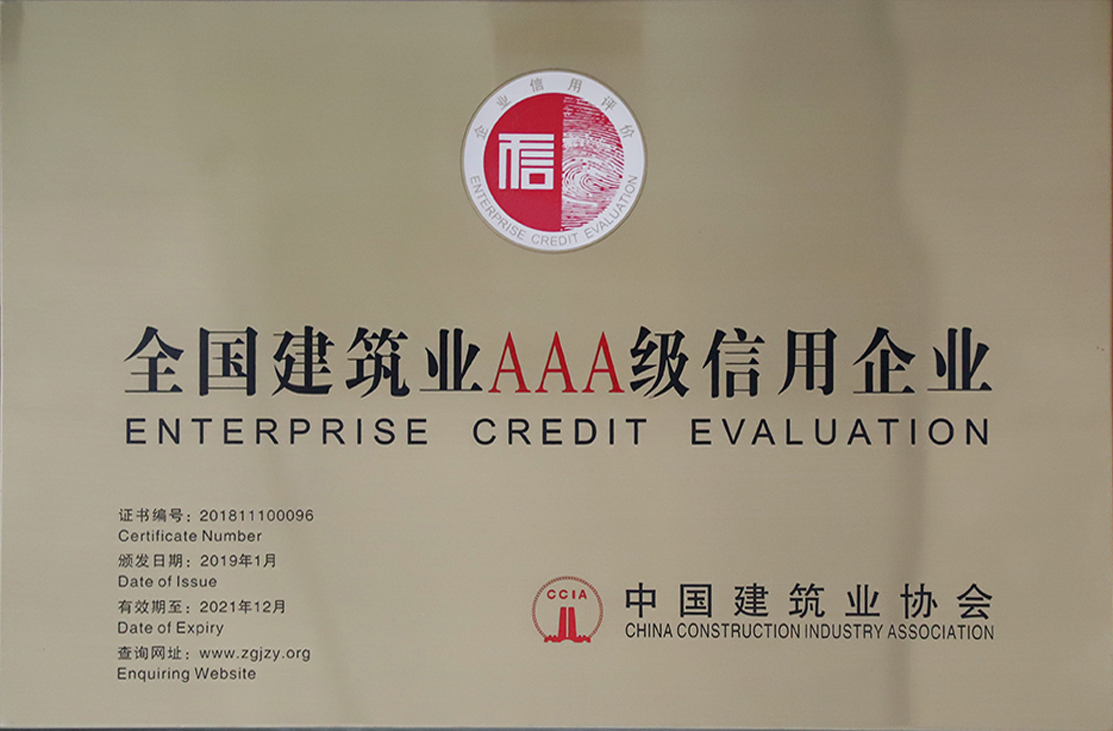 企业信用评价
信
ENTERPRISE CREDIT EVALUATION
全国建筑业AAA级信用企业
ENTERPRISE CREDIT EVALUATION
证书编号：201811100096
Certificate Number
颁发日期：2019年1月
Date of Issue
有效期至：2021年12月
Date of Expiry
查询网址：www.zgjzy.org
Enquiring Website
CCIA
中国建筑业协会
CHINA CONSTRUCTION INDUSTRY ASSOCIATION